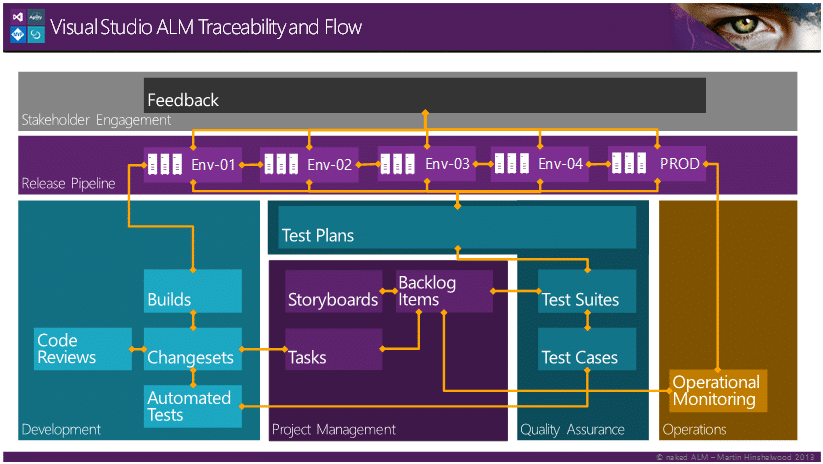 Visual Studio ALM Traceability and Flow
Feedback
Stakeholder Engagement
Env-01
Env-02
Env-03
Env-04
PROD
Release Pipeline
Test Plans
Builds
Storyboards
Backlog
Items
Test Suites
Code
Reviews
Changesets
Tasks
Test Cases
Automated
Tests
Operational
Monitoring
Development
Project Management
Quality Assurance
Operations
© naked ALM – Martin Hinshelwood 2013